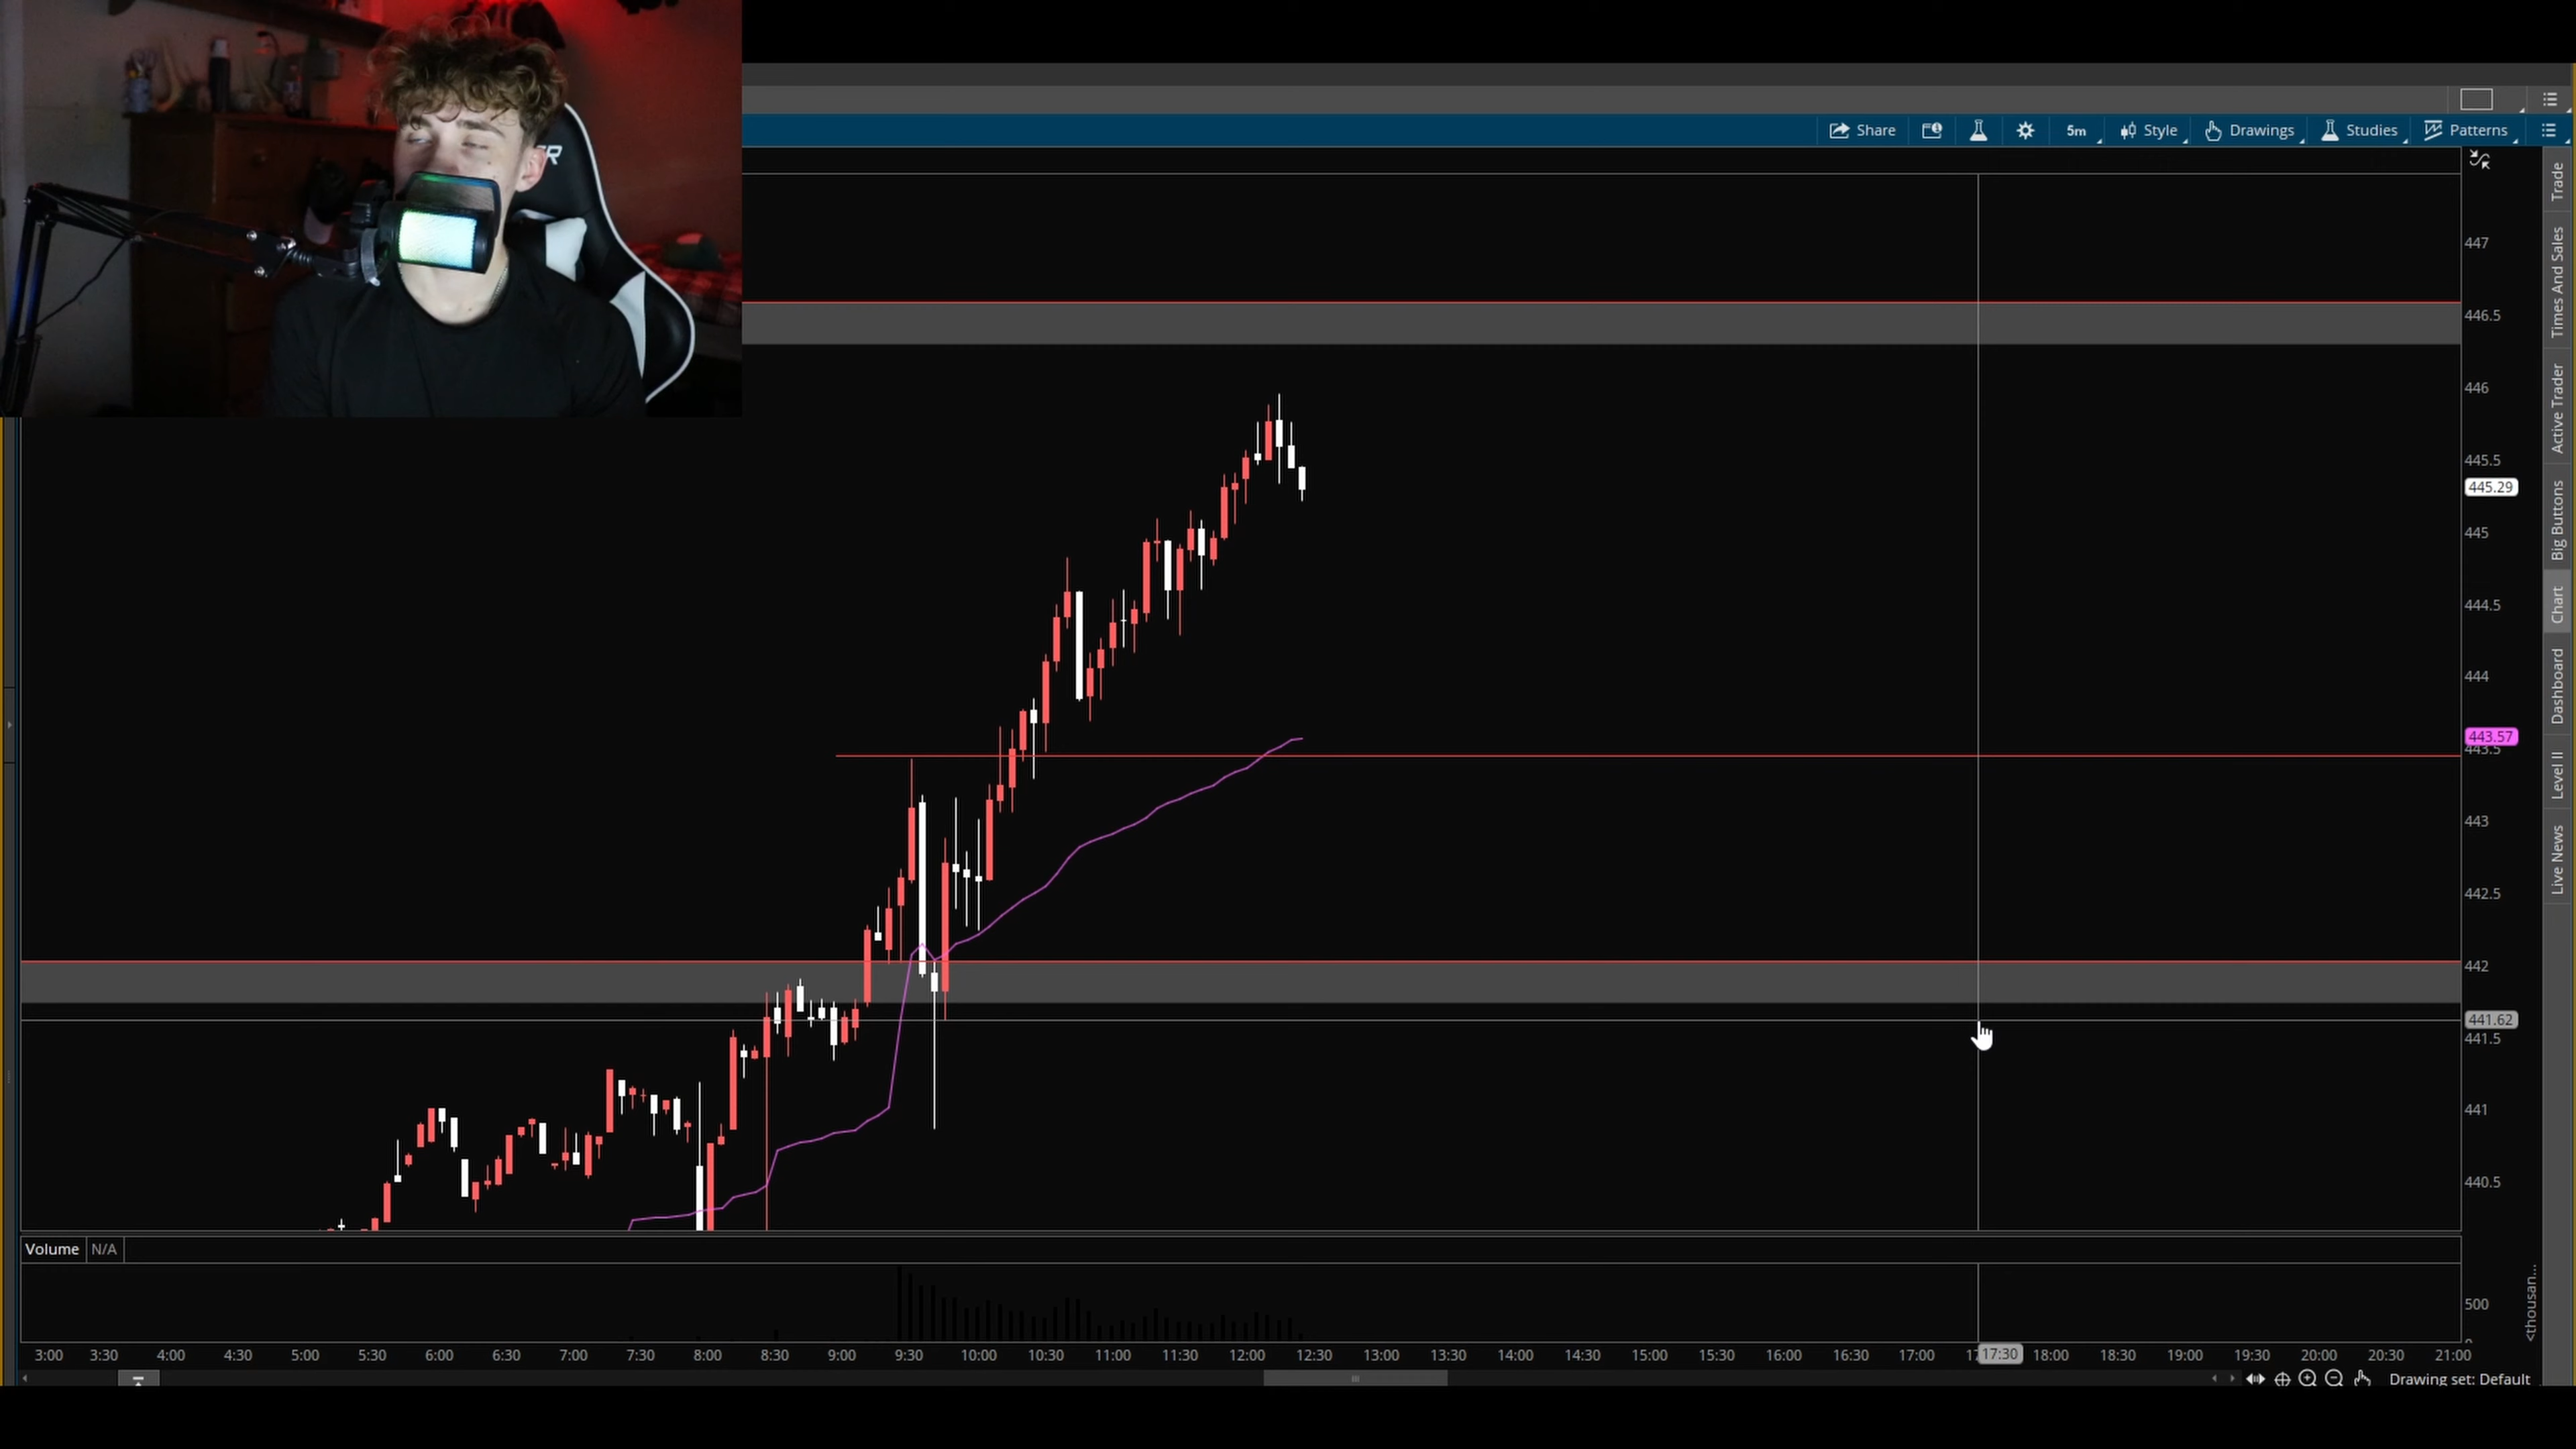 Share
5m
Style
Drawings
Studies
Patterns
447
446.5
446
445.5
445.29
445
444.5
444
443.57
443.5
443
442.5
442
441.62
441.5
441
440.5
Trade
Times And Sales
Active Trader
Big Buttons
Chart
Dashboard
Level II
Live News
Volume N/A
500
<thousan...
3:00 3:30 4:00 4:30 5:00 5:30 6:00 6:30 7:00 7:30 8:00 8:30 9:00 9:30 10:00 10:30 11:00 11:30 12:00 12:30 13:00 13:30 14:00 14:30 15:00 15:30 16:00 16:30 17:00 17:30 18:00 18:30 19:00 19:30 20:00 20:30 21:00
Drawing set: Default